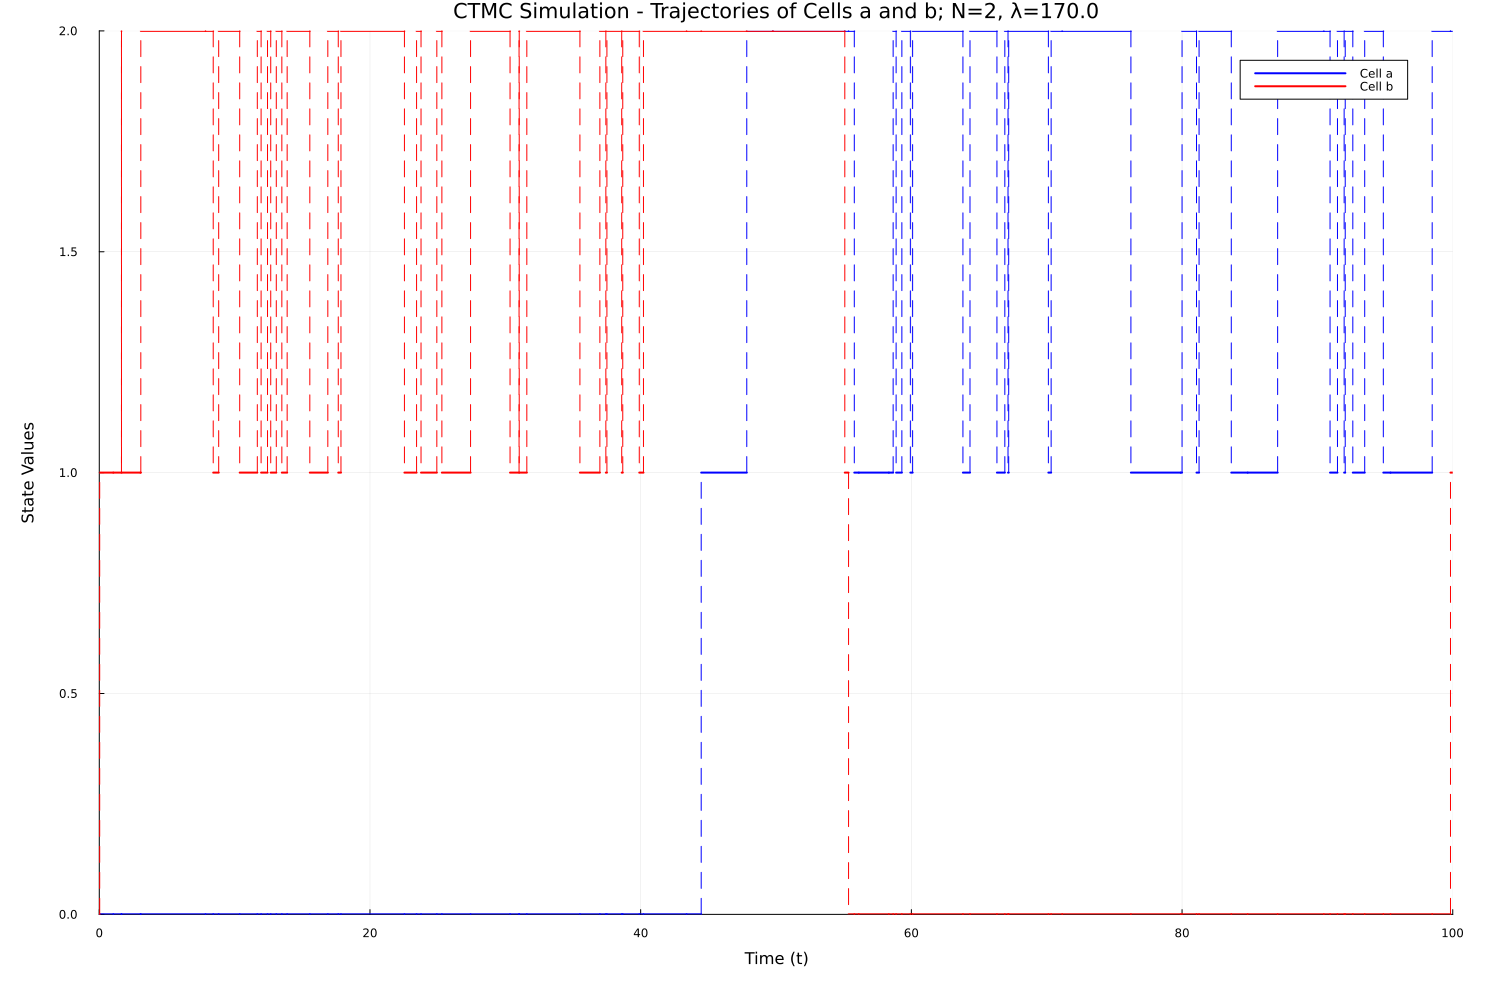 CTMC Simulation - Trajectories of Cells a and b; N=2, λ=170.0
2.0
Cell a
Cell b
1.5
State Values
1.0
0.5
0.0
0 20 40 60 80 100
Time (t)